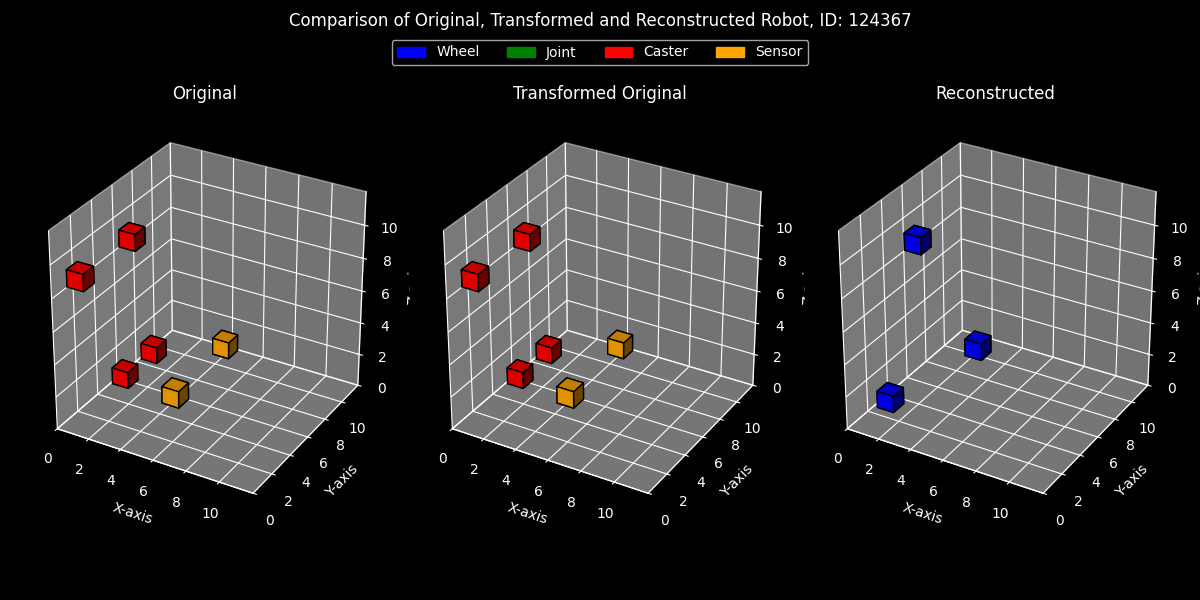 Comparison of Original, Transformed and Reconstructed Robot, ID: 124367
Wheel Joint Caster Sensor
Original Transformed Original Reconstructed
10 10 10
8 8 8
6 6 6
4 4 4
2 2 2
0 0 0
10 10 10
8 8 8
0 6 0 6 0 6
2 4 2 4 2 4
4 2 4 2 4 2
6 0 6 0 6 0
8 8 8
10 10 10
X-axis Y-axis X-axis Y-axis X-axis Y-axis